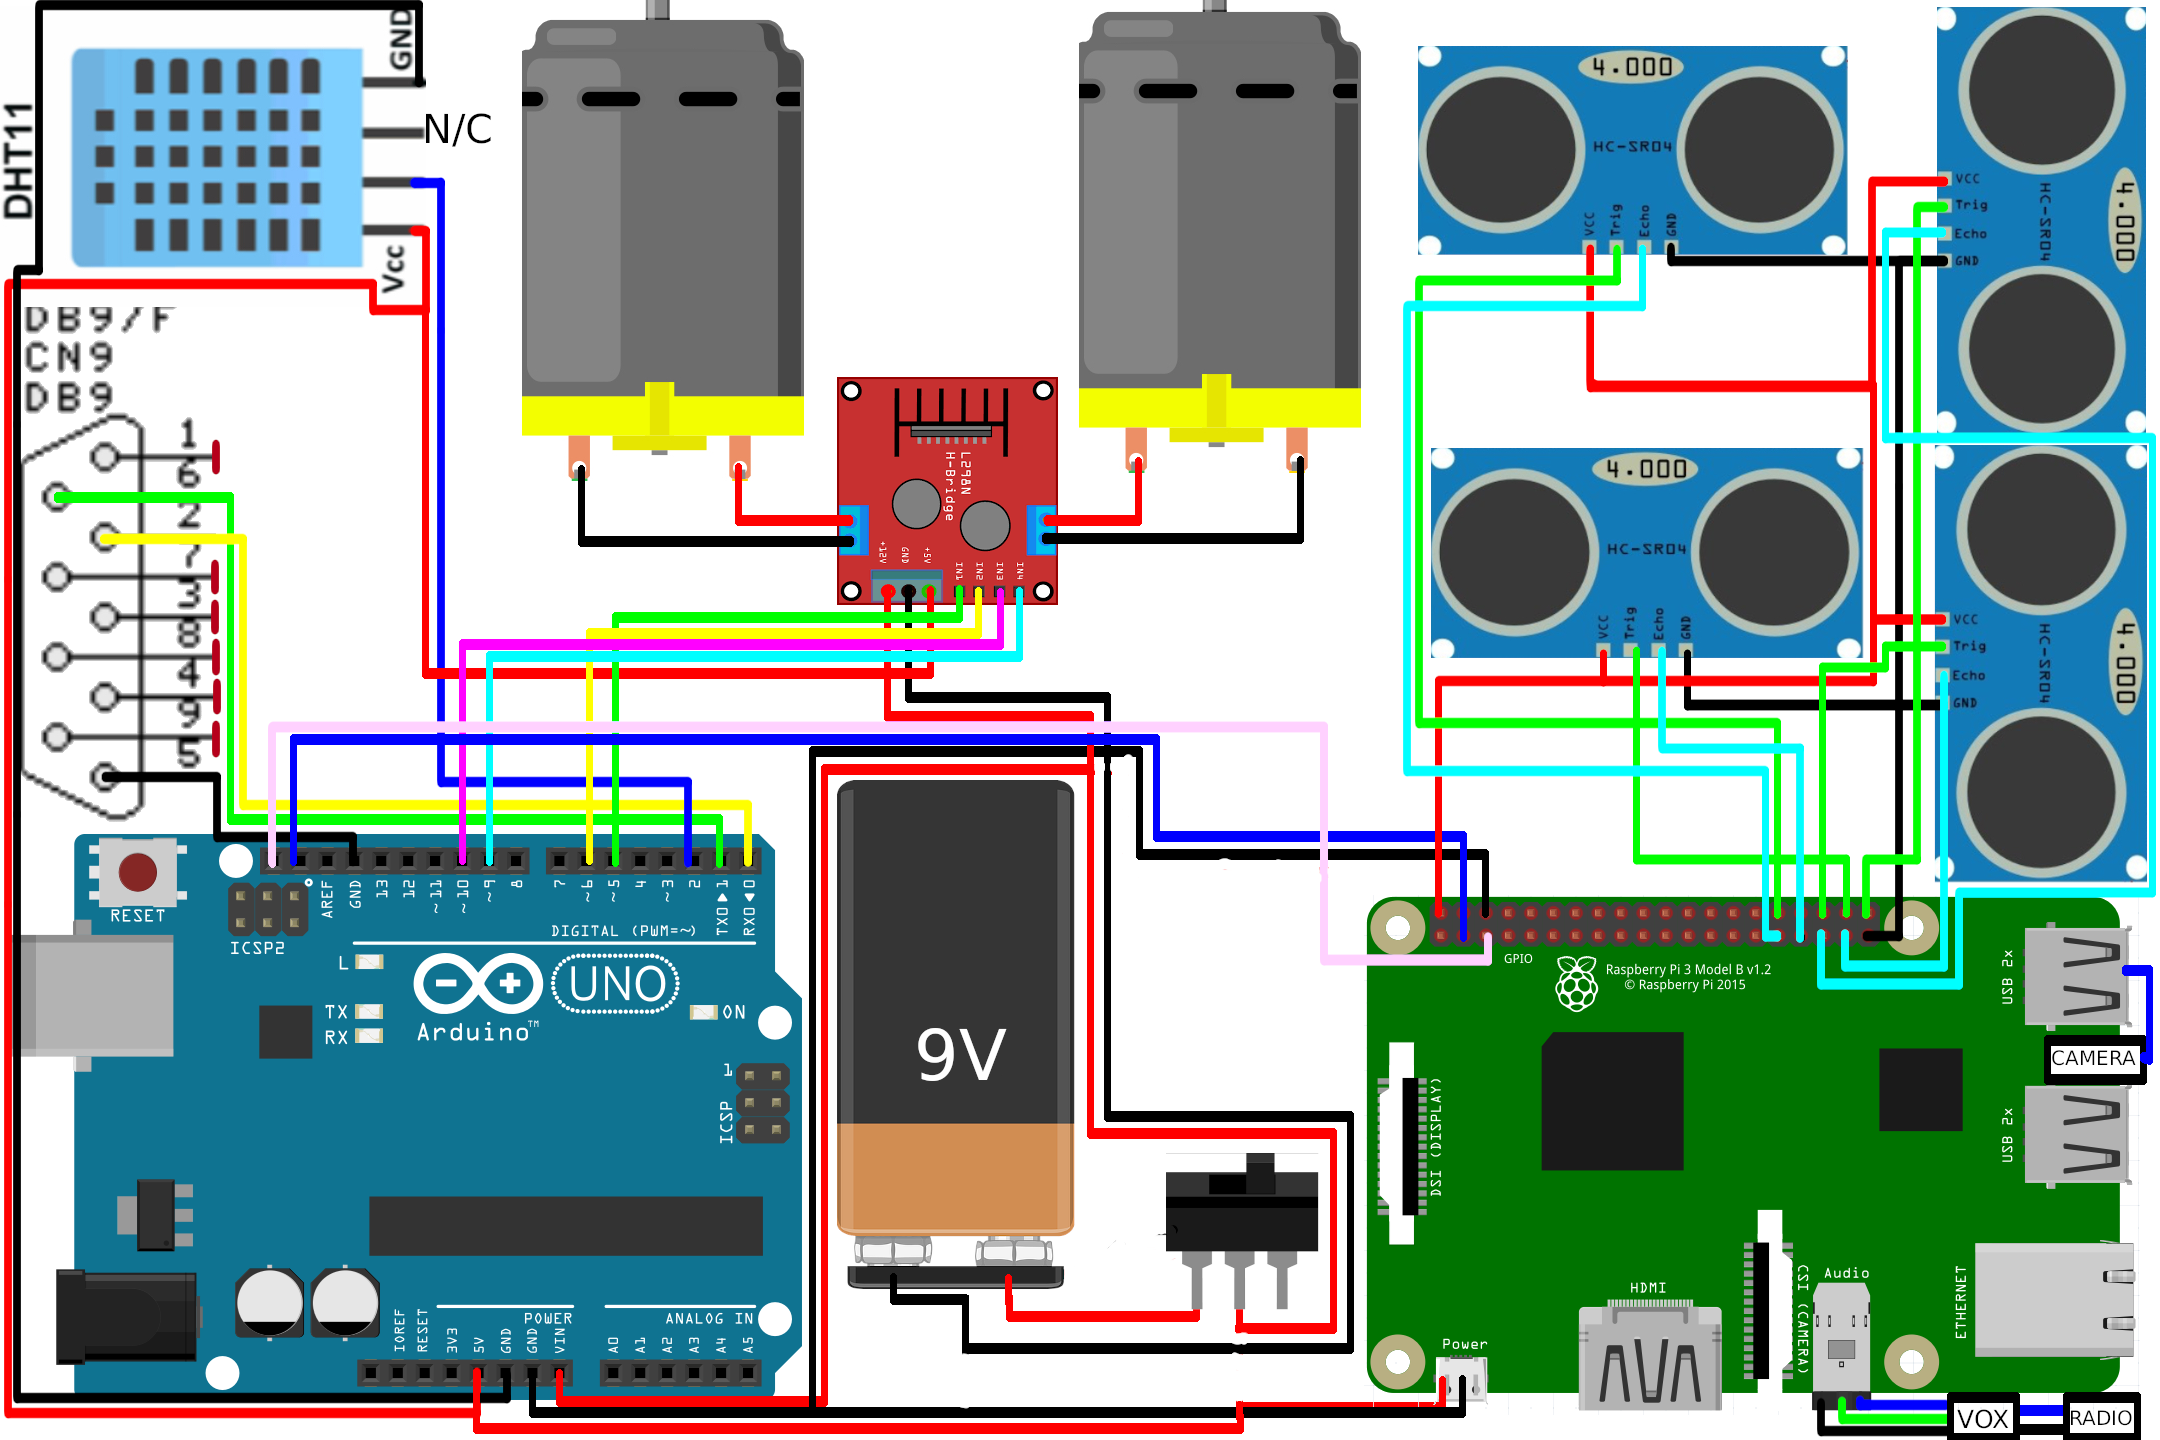 DHT11
GND
N/C
Vcc
DB9/F
CN9
DB9
1
6
2
7
3
8
4
9
5
L298N
H-Bridge
+12V
GND
+5V
IN1
IN2
IN3
IN4
4.000
HC-SR04
VCC
Trig
Echo
GND
4.000
HC-SR04
VCC
Trig
Echo
GND
4.000
HC-SR04
VCC
Trig
Echo
GND
4.000
HC-SR04
VCC
Trig
Echo
GND
RESET
ICSP2
AREF
GND
13
12
~11
~10
~9
8
7
~6
~5
4
~3
2
TX0▶1
RX0◀0
DIGITAL (PWM=~)
L
TX
RX
Arduino™
UNO
ON
1
ICSP
IOREF
RESET
3V3
5V
GND
GND
VIN
POWER
ANALOG IN
A0
A1
A2
A3
A4
A5
9V
GPIO
Raspberry Pi 3 Model B v1.2
© Raspberry Pi 2015
DSI (DISPLAY)
USB 2x
CAMERA
USB 2x
ETHERNET
Power
HDMI
CSI (CAMERA)
Audio
VOX
RADIO